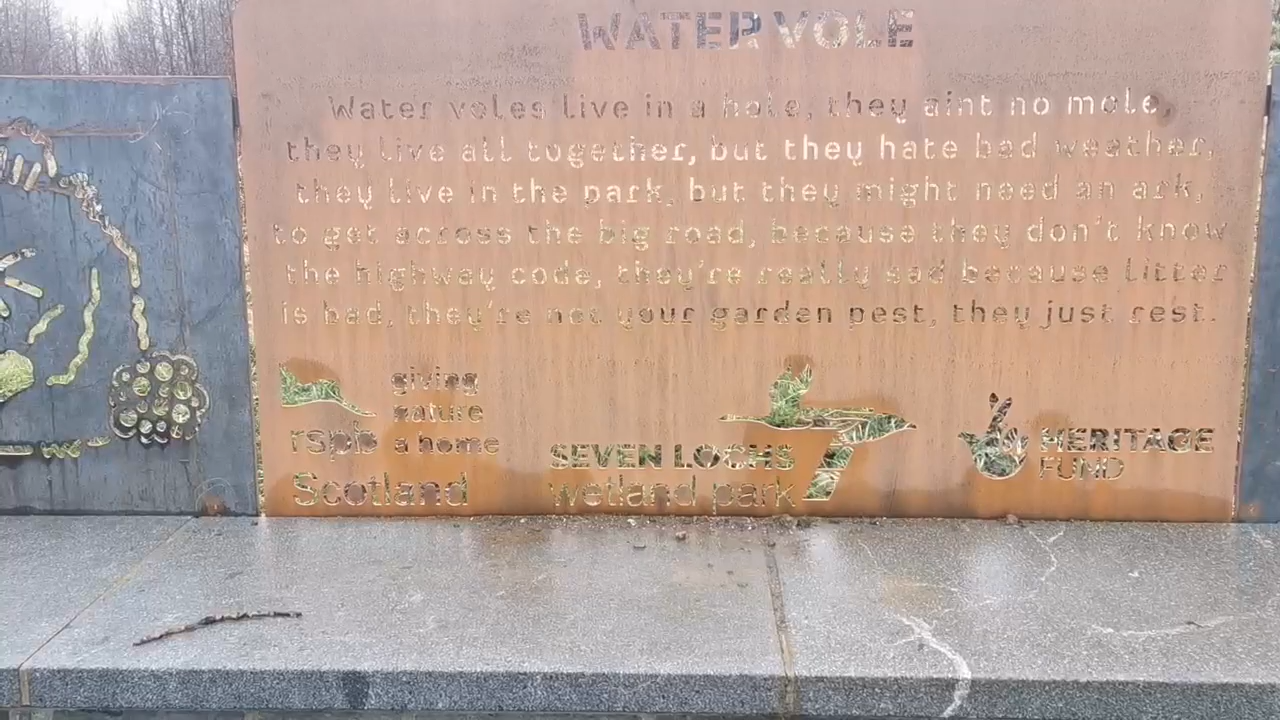 WATER VOLE
Water voles live in a hole, they aint no mole,
they live all together, but they hate bad weather,
they live in the park, but they might need an ark,
to get across the big road, because they don't know
the highway code, they're really sad because litter
is bad, they're not your garden pest, they just rest.
giving
nature
rspb a home
Scotland
SEVEN LOCHS
wetland park
HERITAGE
FUND